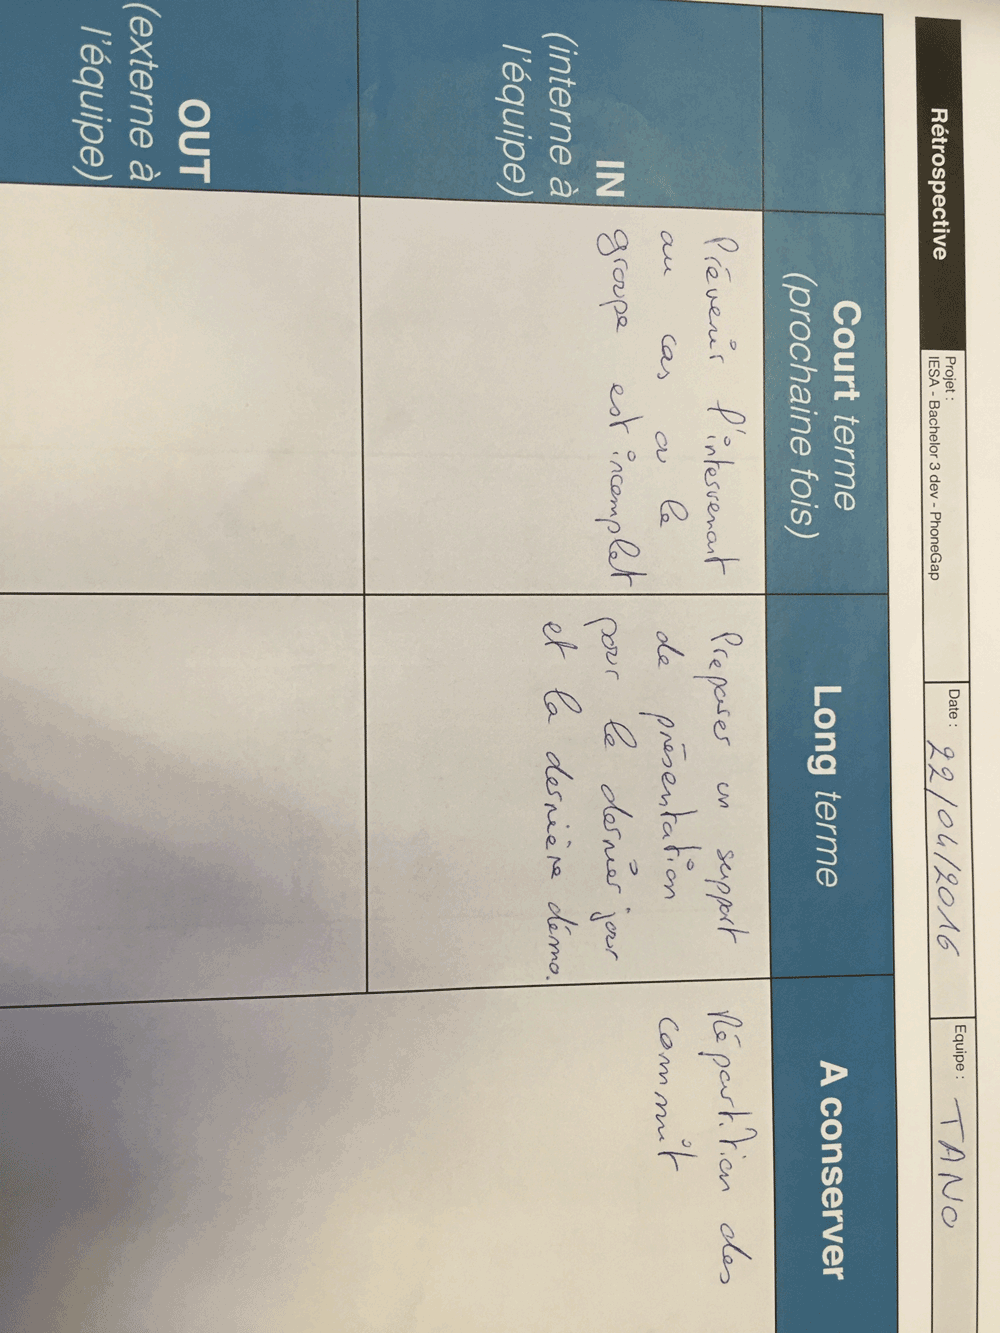 Rétrospective
Projet :
IESA - Bachelor 3 dev - PhoneGap
Date : 22/04/2016
Equipe : TANO
Court terme
(prochaine fois)
Long terme
A conserver
IN
(interne à
l'équipe)
Prévenir l'intervenant
au cas ou le
groupe est incomplet
Preparer un support
de présentation
pour le dernier jour
et la dernière démo.
Répartition des
commit
OUT
(externe à
l'équipe)